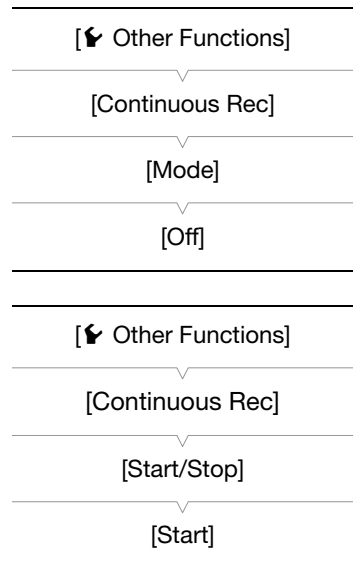 [ Other Functions]
[Continuous Rec]
[Mode]
[Off]
[ Other Functions]
[Continuous Rec]
[Start/Stop]
[Start]